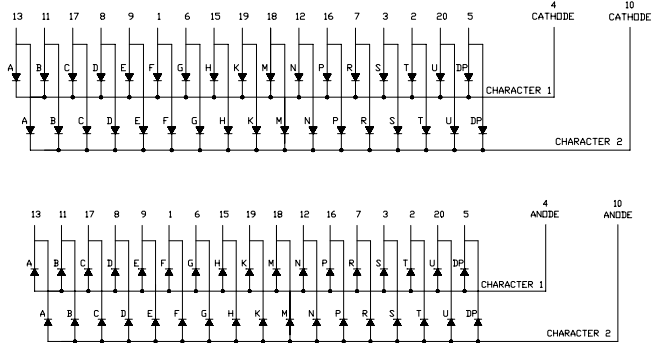 4 10
13 11 17 8 9 1 6 15 19 18 12 16 7 3 2 20 5 CATHODE CATHODE
A B C D E F G H K M N P R S T U DP
CHARACTER 1
A B C D E F G H K M N P R S T U DP
CHARACTER 2
4 10
13 11 17 8 9 1 6 15 19 18 12 16 7 3 2 20 5 ANODE ANODE
A B C D E F G H K M N P R S T U DP
CHARACTER 1
A B C D E F G H K M N P R S T U DP
CHARACTER 2